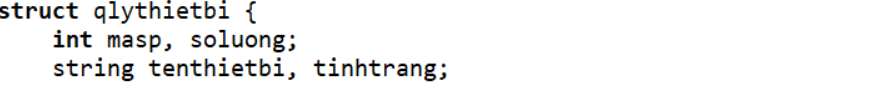 struct qlythietbi {
    int masp, soluong;
    string tenthietbi, tinhtrang;